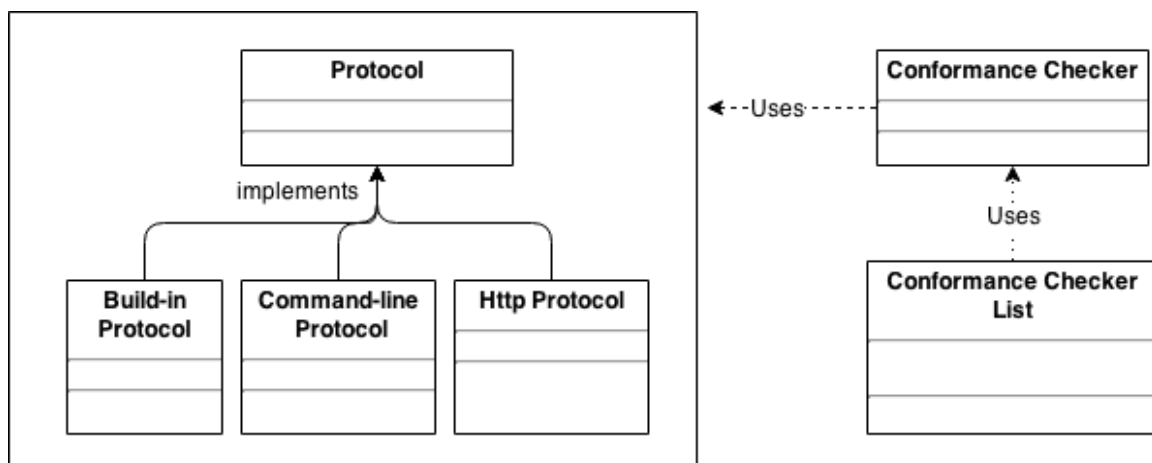 Protocol
implements
Build-in
Protocol
Command-line
Protocol
Http Protocol
Uses
Conformance Checker
Uses
Conformance Checker
List